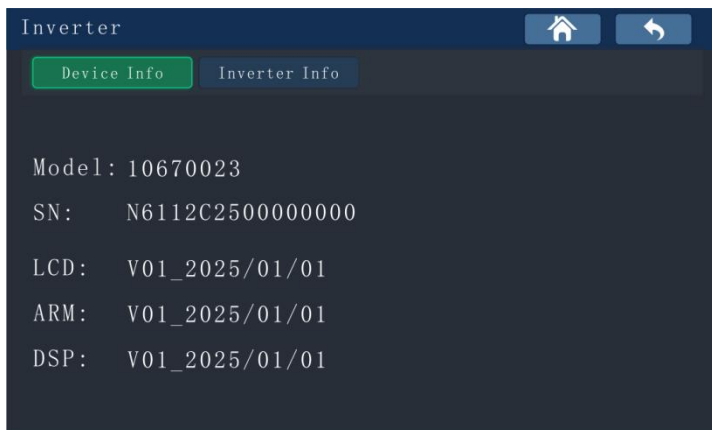 Inverter
Device Info Inverter Info
Model: 10670023
SN: N6112C2500000000
LCD: V01_2025/01/01
ARM: V01_2025/01/01
DSP: V01_2025/01/01